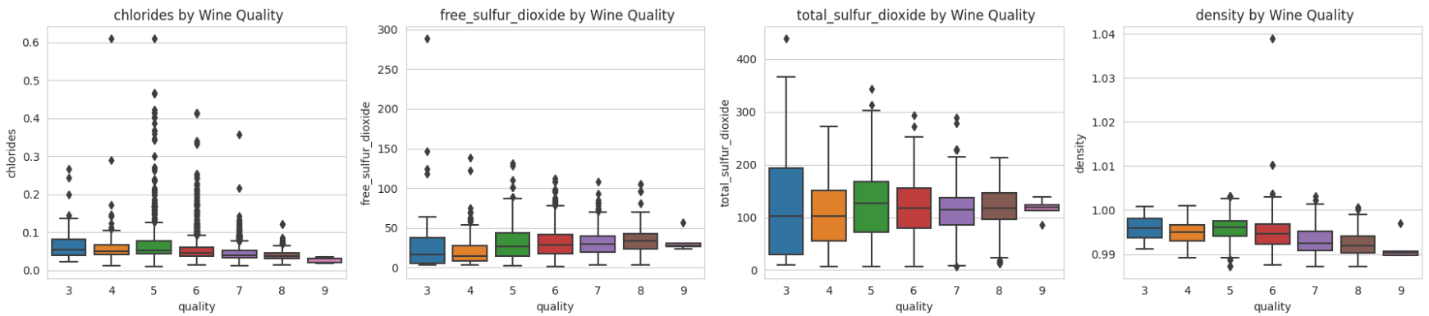 chlorides by Wine Quality
0.6
0.5
0.4
0.3
0.2
0.1
0.0
chlorides
3 4 5 6 7 8 9
quality
free_sulfur_dioxide by Wine Quality
300
250
200
150
100
50
0
free_sulfur_dioxide
3 4 5 6 7 8 9
quality
total_sulfur_dioxide by Wine Quality
400
300
200
100
0
total_sulfur_dioxide
3 4 5 6 7 8 9
quality
density by Wine Quality
1.04
1.03
1.02
1.01
1.00
0.99
density
3 4 5 6 7 8 9
quality